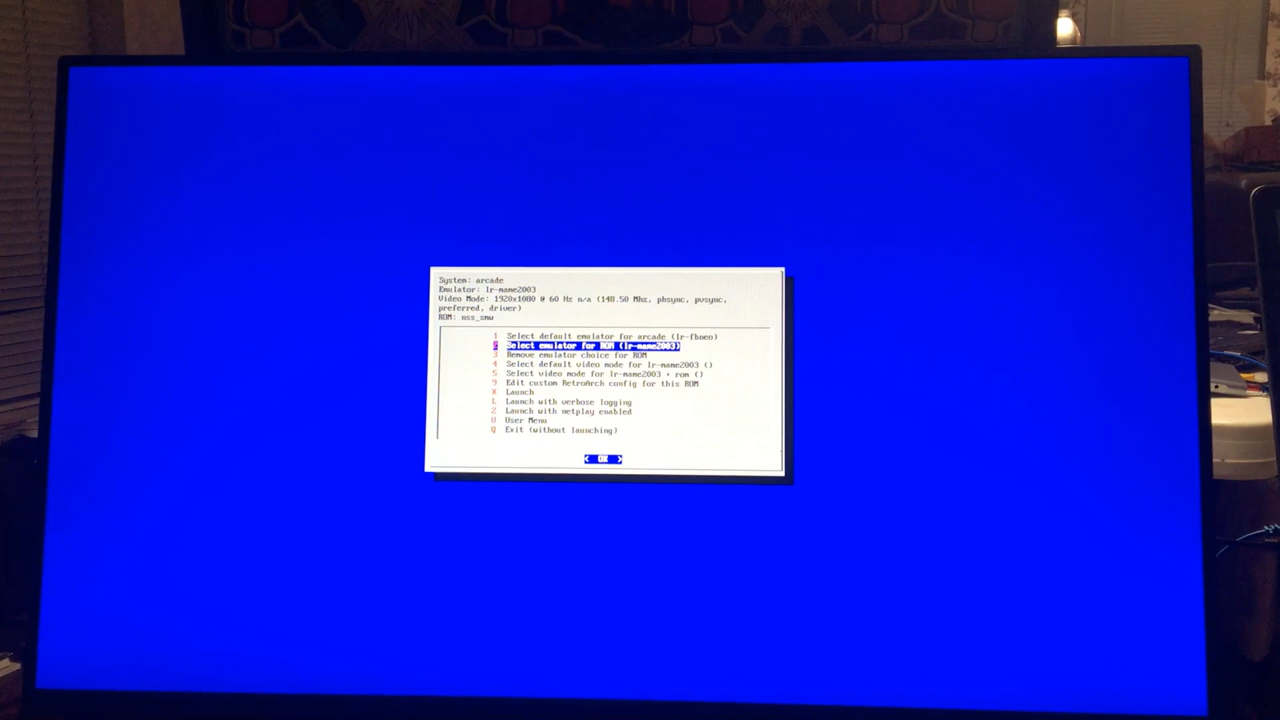 System: arcade
Emulator: lr-mame2003
Video Mode: 1920x1080 @ 60 Hz n/a (148.50 Mhz, phsync, pvsync,
preferred, driver)
ROM: nss_smw
1 Select default emulator for arcade (lr-fbneo)
2 Select emulator for ROM (lr-mame2003)
3 Remove emulator choice for ROM
4 Select default video mode for lr-mame2003 ()
5 Select video mode for lr-mame2003 + rom ()
9 Edit custom RetroArch config for this ROM
X Launch
L Launch with verbose logging
Z Launch with netplay enabled
U User Menu
Q Exit (without launching)
< OK >